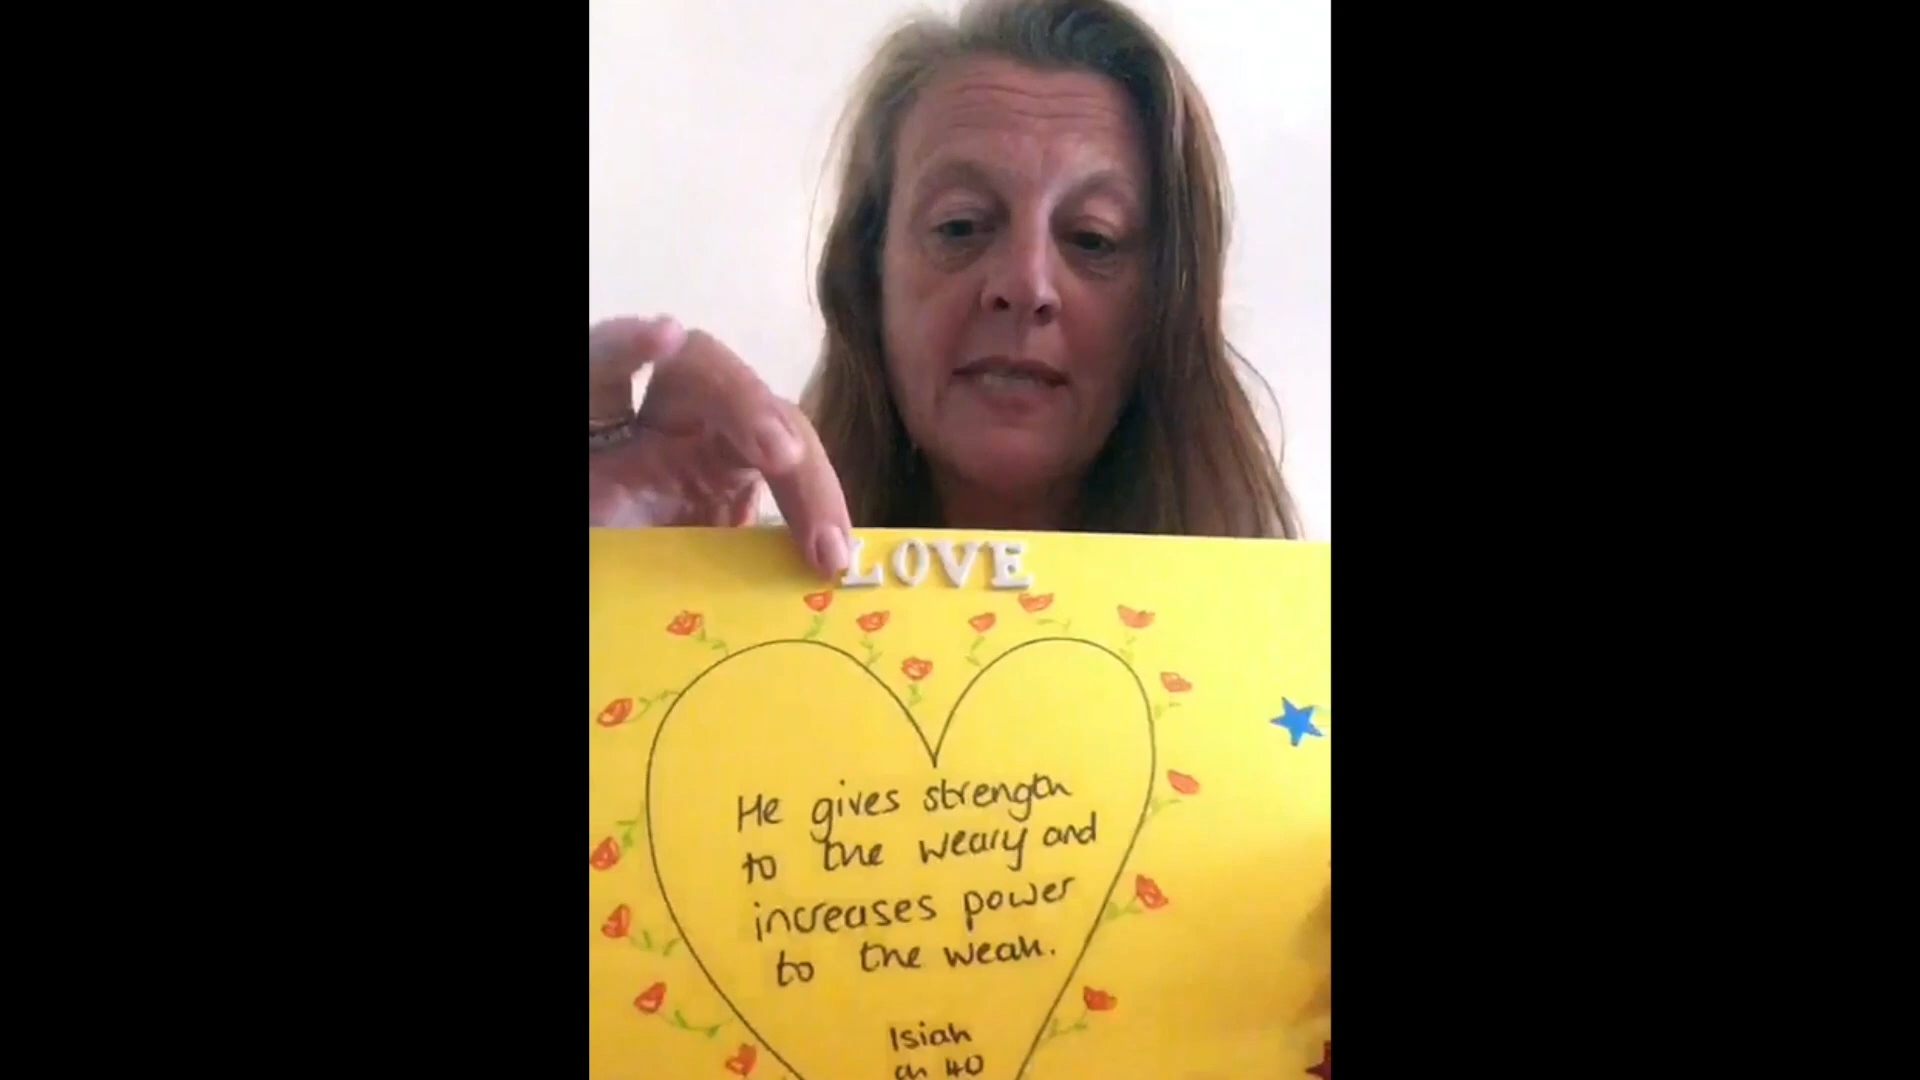 LOVE
He gives strength
to the weary and
increases power
to the weak.
Isiah
ch 40